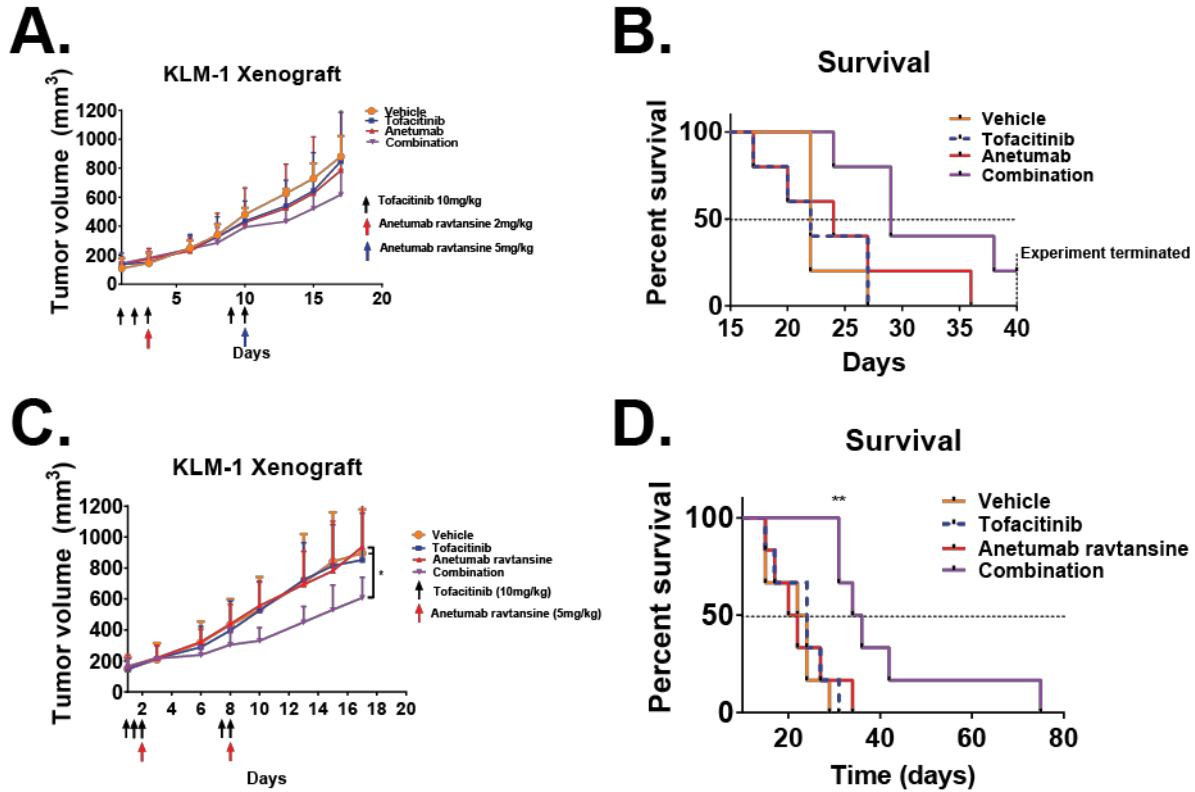 A.
KLM-1 Xenograft
Tumor volume (mm³)
1200
1000
800
600
400
200
0
5
10
15
20
Days
Vehicle
Tofacitinib
Anetumab
Combination
Tofacitinib 10mg/kg
Anetumab ravtansine 2mg/kg
Anetumab ravtansine 5mg/kg
B.
Survival
Percent survival
100
50
0
15
20
25
30
35
40
Days
Vehicle
Tofacitinib
Anetumab
Combination
Experiment terminated
C.
KLM-1 Xenograft
Tumor volume (mm³)
1200
1000
800
600
400
200
0
2
4
6
8
10
12
14
16
18
20
Days
Vehicle
Tofacitinib
Anetumab ravtansine
Combination
Tofacitinib (10mg/kg)
Anetumab ravtansine (5mg/kg)
*
D.
Survival
Percent survival
100
50
0
20
40
60
80
Time (days)
**
Vehicle
Tofacitinib
Anetumab ravtansine
Combination